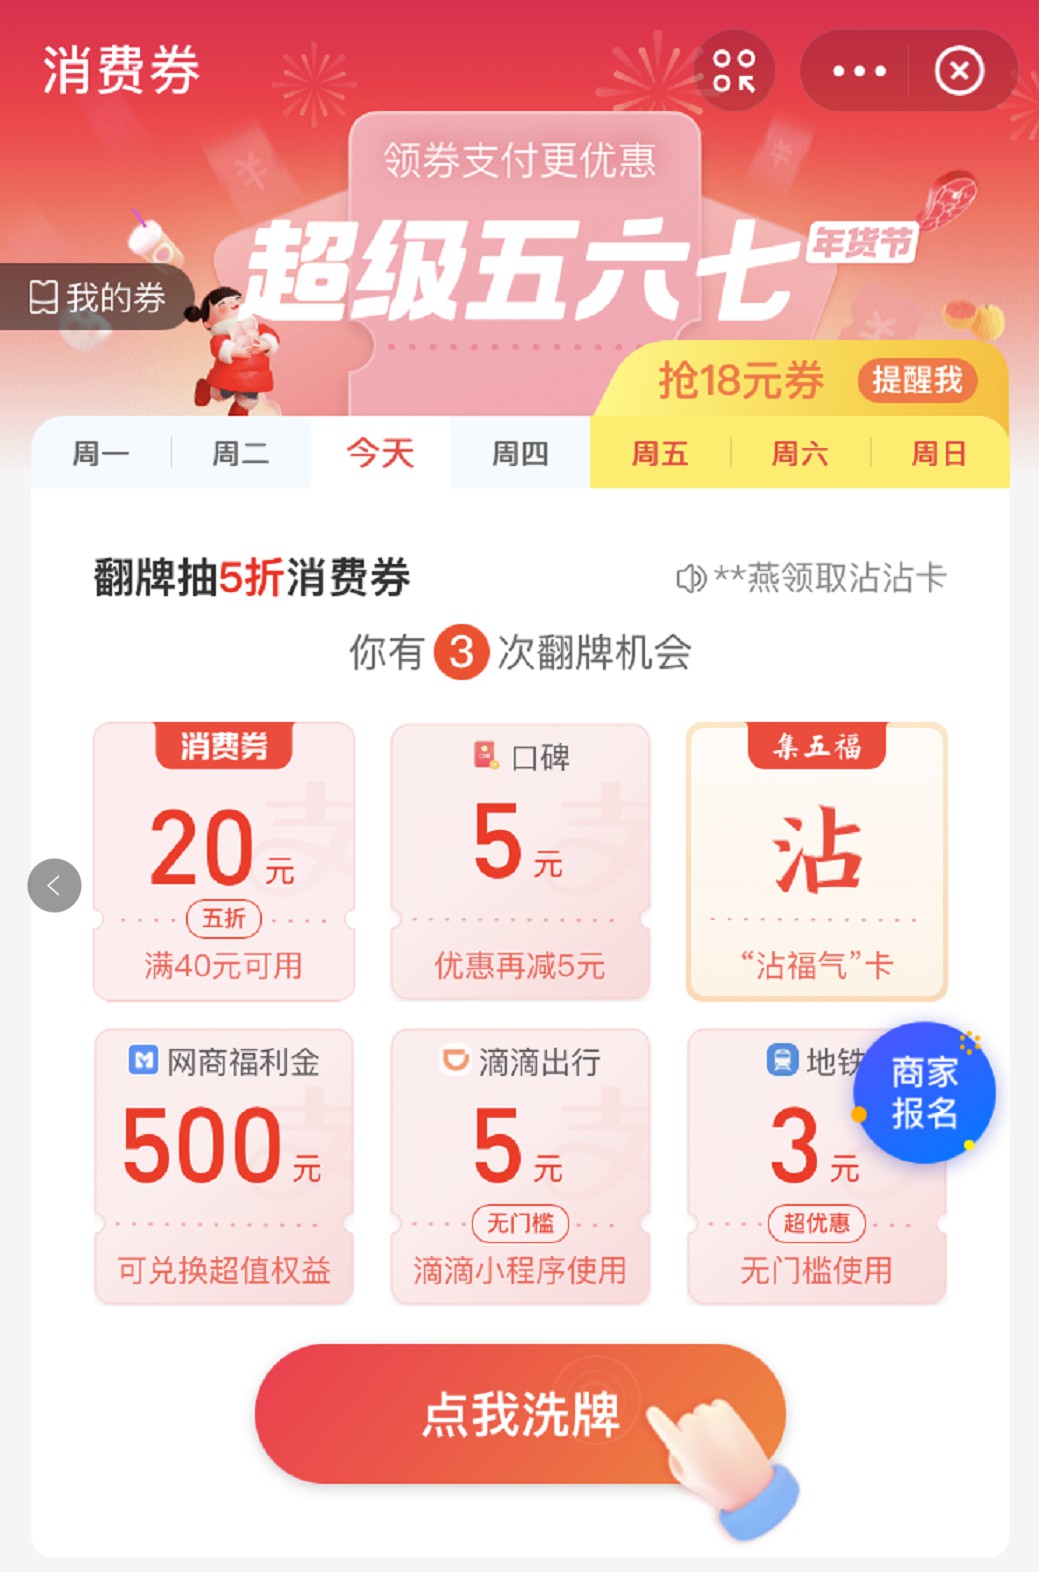 消费券
领券支付更优惠
超级五六七
年货节
我的券
抢18元券 提醒我
周一 周二 今天 周四 周五 周六 周日
翻牌抽5折消费券
**燕领取沾沾卡
你有3次翻牌机会
消费券
20元
五折
满40元可用
口碑
5元
优惠再减5元
集五福
沾
“沾福气”卡
网商福利金
500元
可兑换超值权益
滴滴出行
5元
无门槛
滴滴小程序使用
地铁
3元
超优惠
无门槛使用
商家
报名
点我洗牌